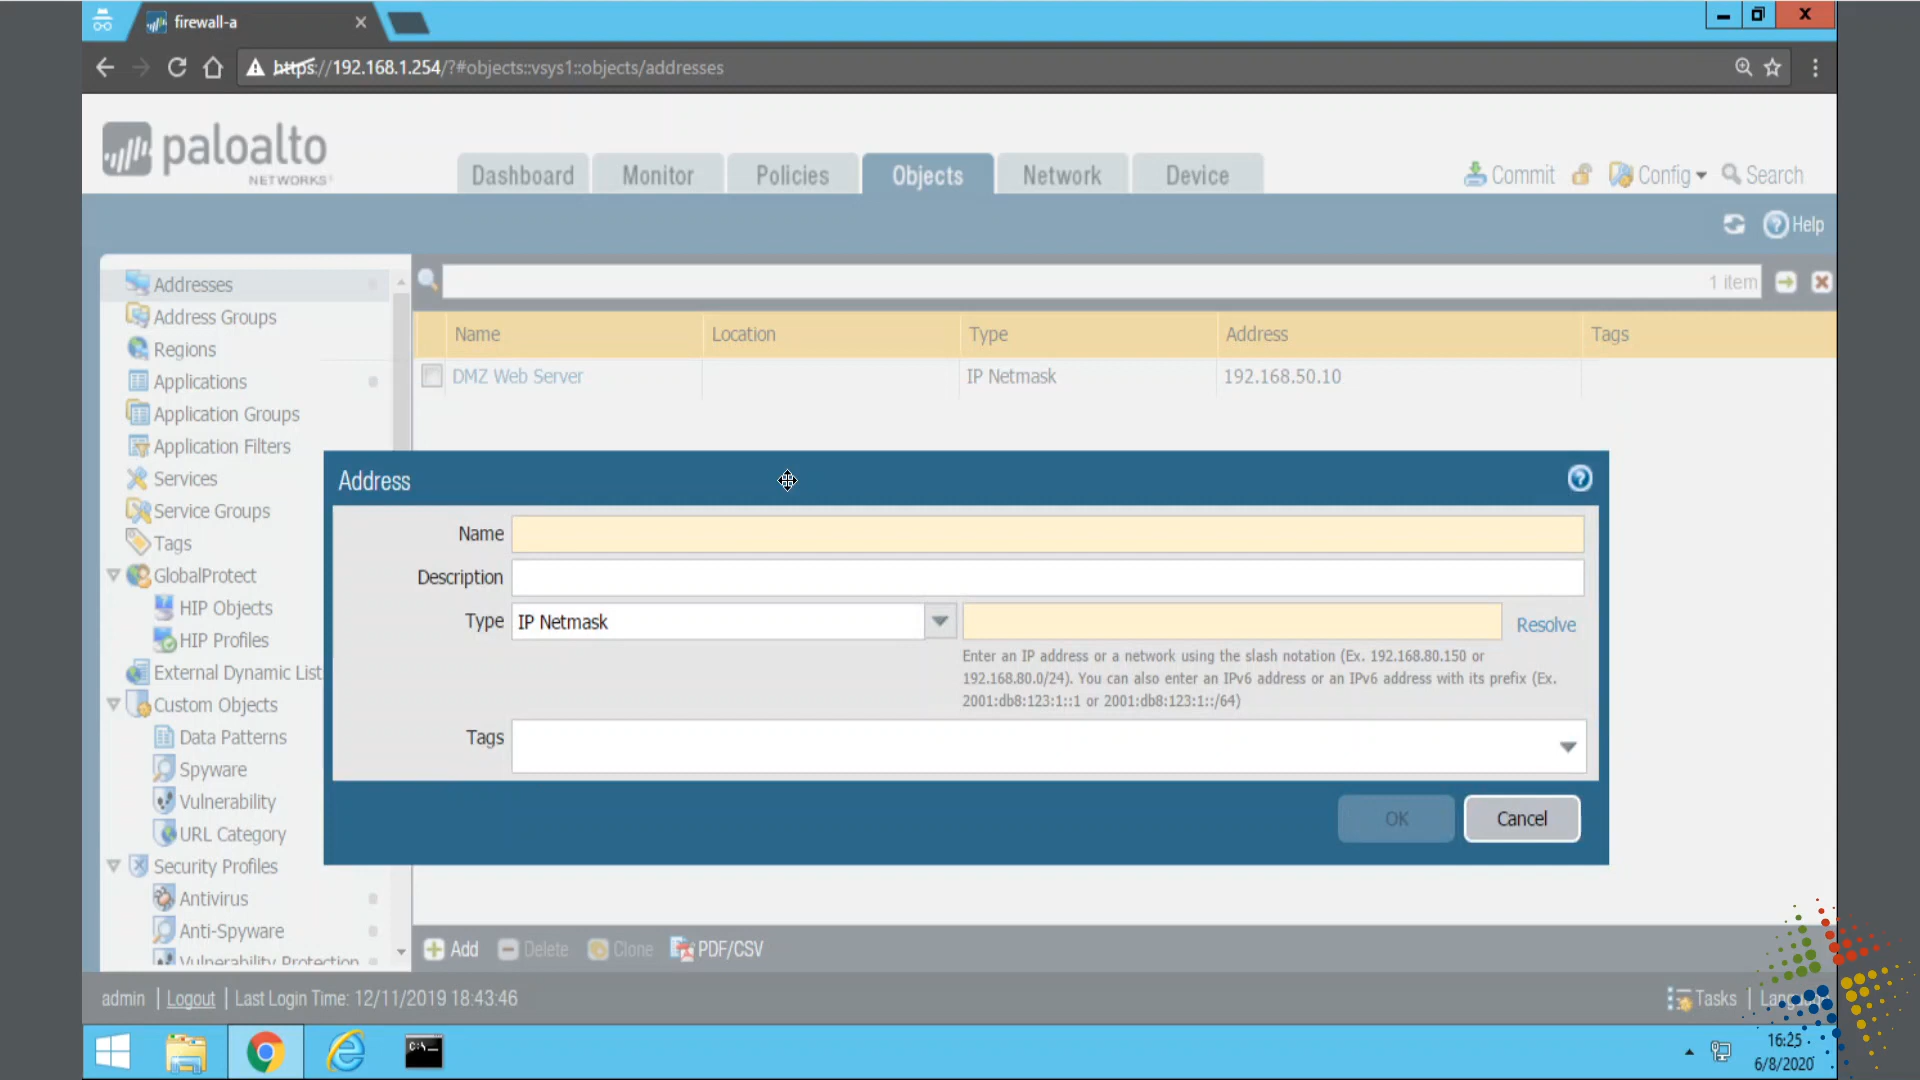 firewall-a
https://192.168.1.254/?#objects::vsys1::objects/addresses
paloalto
NETWORKS
Dashboard
Monitor
Policies
Objects
Network
Device
Commit
Config
Search
Help
Addresses
Address Groups
Regions
Applications
Application Groups
Application Filters
Services
Service Groups
Tags
GlobalProtect
HIP Objects
HIP Profiles
External Dynamic List
Custom Objects
Data Patterns
Spyware
Vulnerability
URL Category
Security Profiles
Antivirus
Anti-Spyware
Vulnerability Protection
1 item
Name Location Type Address Tags
DMZ Web Server IP Netmask 192.168.50.10
Address
Name
Description
Type IP Netmask Resolve
Enter an IP address or a network using the slash notation (Ex. 192.168.80.150 or
192.168.80.0/24). You can also enter an IPv6 address or an IPv6 address with its prefix (Ex.
2001:db8:123:1::1 or 2001:db8:123:1::/64)
Tags
OK Cancel
Add Delete Clone PDF/CSV
admin | Logout | Last Login Time: 12/11/2019 18:43:46
Tasks |
C:\_
16:25
6/8/2020